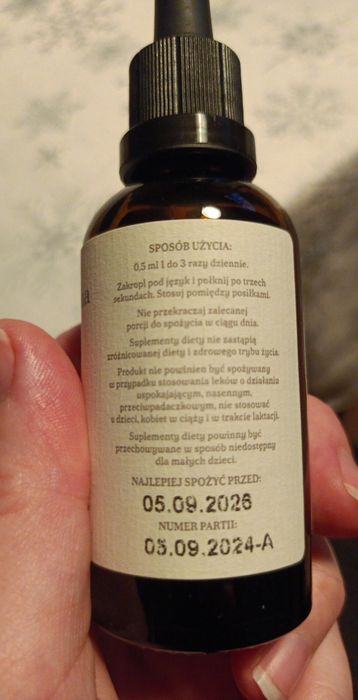 a
SPOSÓB UŻYCIA:
0,5 ml 1 do 3 razy dziennie.
Zakropl pod język i połknij po trzech
sekundach. Stosuj pomiędzy posiłkami.
Nie przekraczaj zalecanej
porcji do spożycia w ciągu dnia.
Suplementy diety nie zastąpią
zróżnicowanej diety i zdrowego trybu życia.
Produkt nie powinien być spożywany
w przypadku stosowania leków o działaniu
uspokajającym, nasennym,
przeciwpadaczkowym, nie stosować
u dzieci, kobiet w ciąży i w trakcie laktacji.
Suplementy diety powinny być
przechowywane w sposób niedostępny
dla małych dzieci.
NAJLEPIEJ SPOŻYĆ PRZED:
05.09.2026
NUMER PARTII:
05.09.2024-A